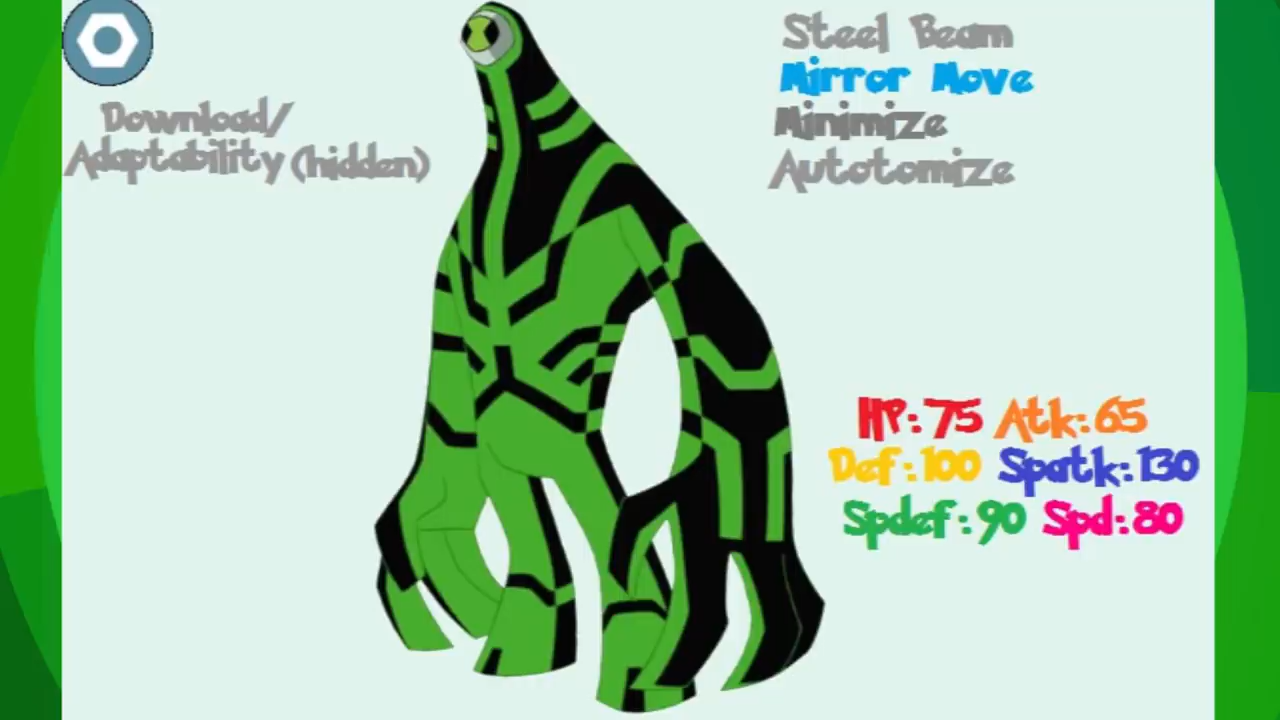 Download/
Adaptability (hidden)
Steel Beam
Mirror Move
Minimize
Autotomize
HP: 75 Atk: 65
Def: 100 Spatk: 130
Spdef: 90 Spd: 80